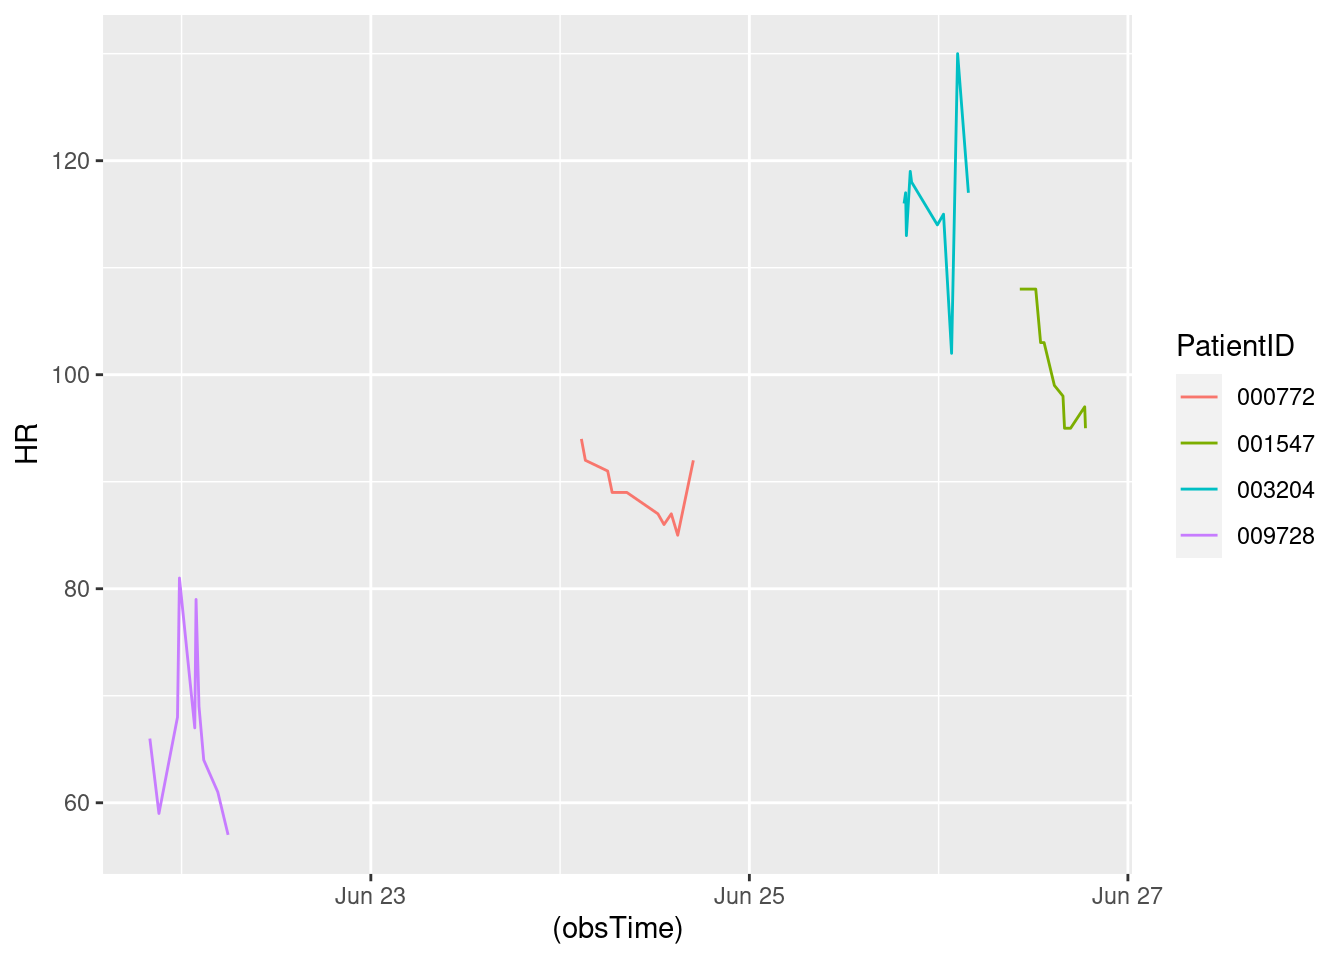 HR
120
100
80
60
Jun 23
Jun 25
Jun 27
(obsTime)
PatientID
000772
001547
003204
009728